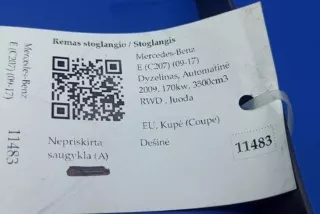 Remas stoglangio / Stoglangis
Mercedes-Benz
E (C207) (09-17)
Dyzelinas, Automatinė
2009, 170kw, 3500cm3
RWD , Juoda
EU, Kupė (Coupe)
Dešinė
11483
Nepriskirta
saugykla (A)
Mercedes-Benz
E (C207) (09-17)
11483